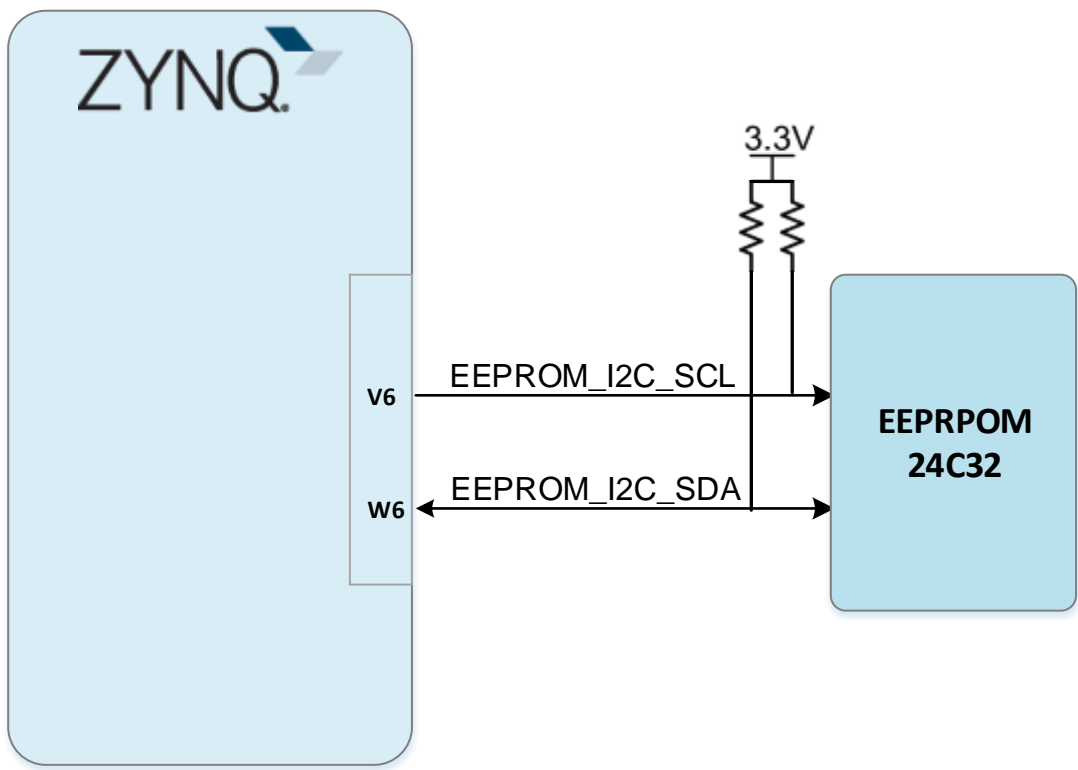 ZYNQ.
3.3V
EEPROM_I2C_SCL
V6
EEPRPOM
24C32
EEPROM_I2C_SDA
W6